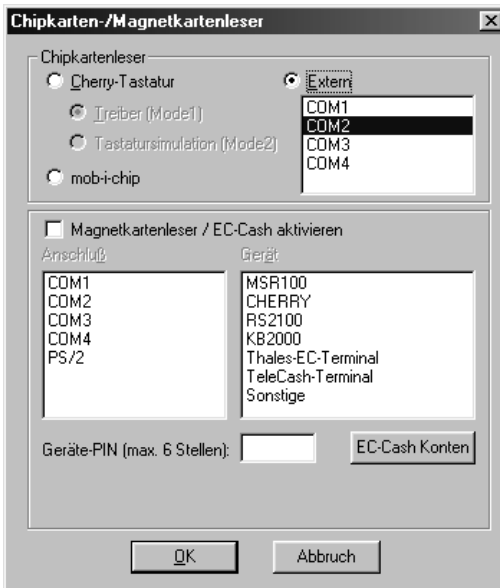 Chipkarten-/Magnetkartenleser
Chipkartenleser
Cherry-Tastatur
Treiber (Mode1)
Tastatursimulation (Mode2)
mob-i-chip
Extern
COM1
COM2
COM3
COM4
Magnetkartenleser / EC-Cash aktivieren
Anschluß
COM1
COM2
COM3
COM4
PS/2
Gerät
MSR100
CHERRY
RS2100
KB2000
Thales-EC-Terminal
TeleCash-Terminal
Sonstige
Geräte-PIN (max. 6 Stellen):
EC-Cash Konten
OK
Abbruch